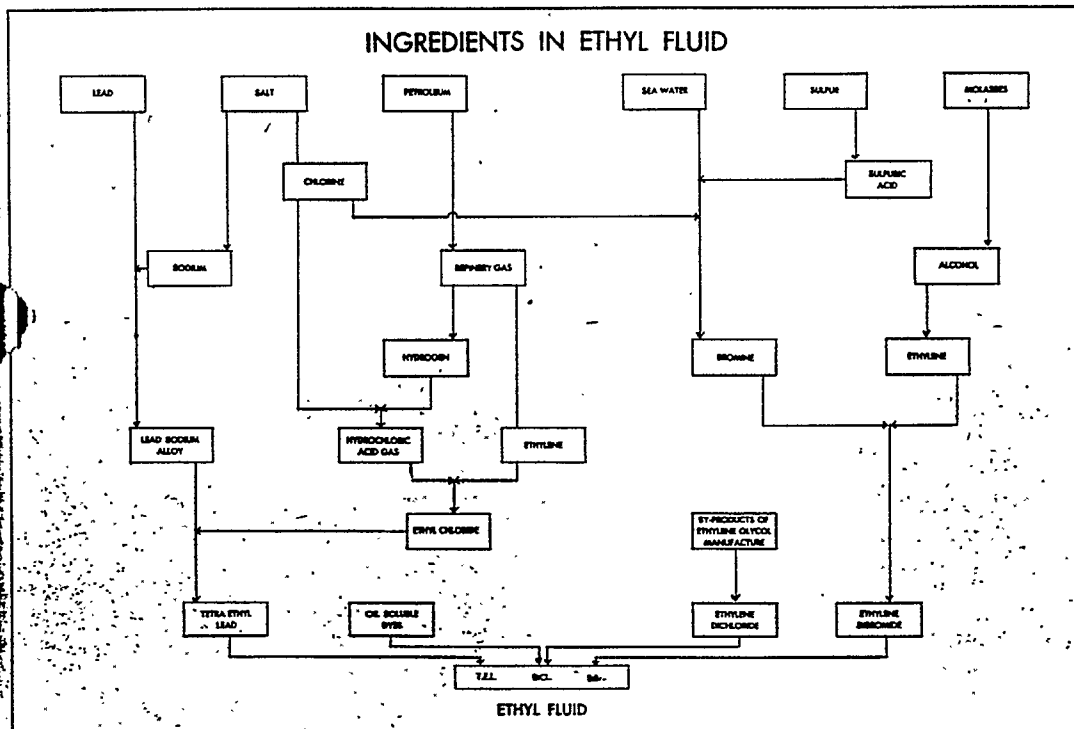 INGREDIENTS IN ETHYL FLUID
LEAD
SALT
PETROLEUM
SEA WATER
SULPUR
MOLASSES
CHLORINE
SULPURIC
ACID
SODIUM
REFINERY GAS
ALCOHOL
HYDROGEN
BROMINE
ETHYLENE
LEAD SODIUM
ALLOY
HYDROCHLORIC
ACID GAS
ETHYLENE
ETHYL CHLORIDE
BY-PRODUCTS OF
ETHYLENE GLYCOL
MANUFACTURE
TETRA ETHYL
LEAD
OIL SOLUBLE
DYES
ETHYLENE
DICHLORIDE
ETHYLENE
DIBROMIDE
T.E.L.
ETHYL FLUID